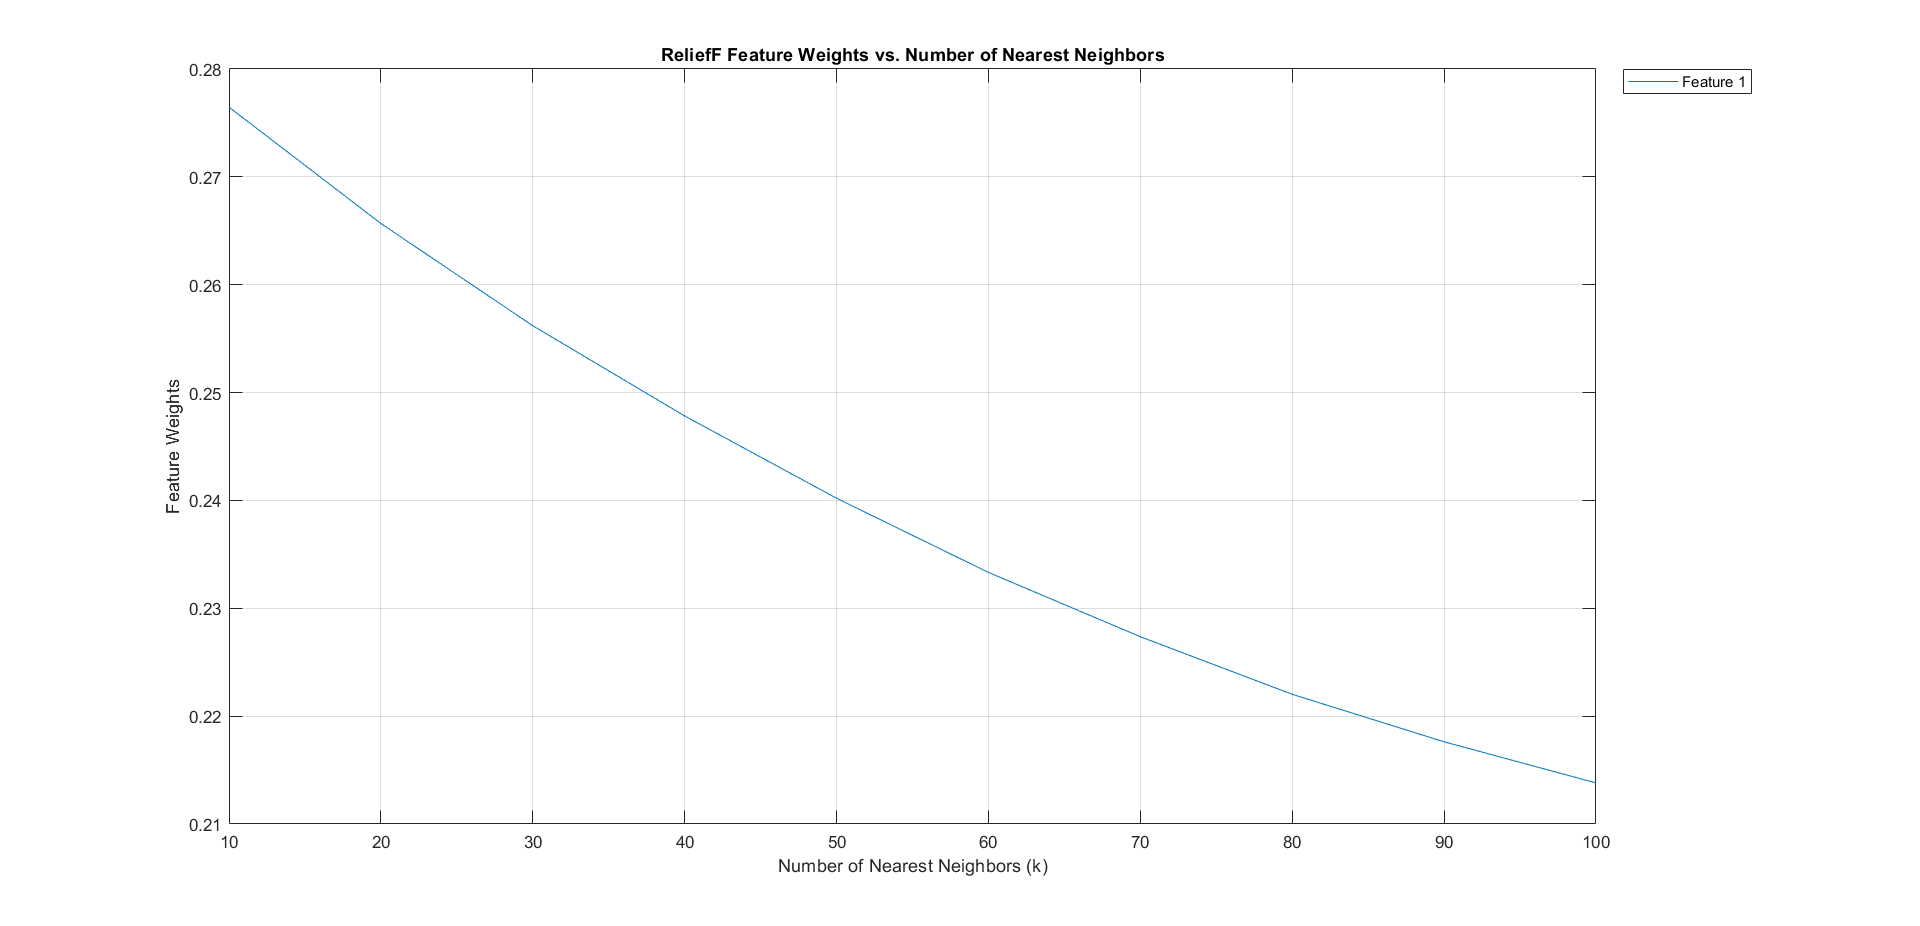 ReliefF Feature Weights vs. Number of Nearest Neighbors
Feature 1
0.28
0.27
0.26
0.25
0.24
0.23
0.22
0.21
Feature Weights
10 20 30 40 50 60 70 80 90 100
Number of Nearest Neighbors (k)